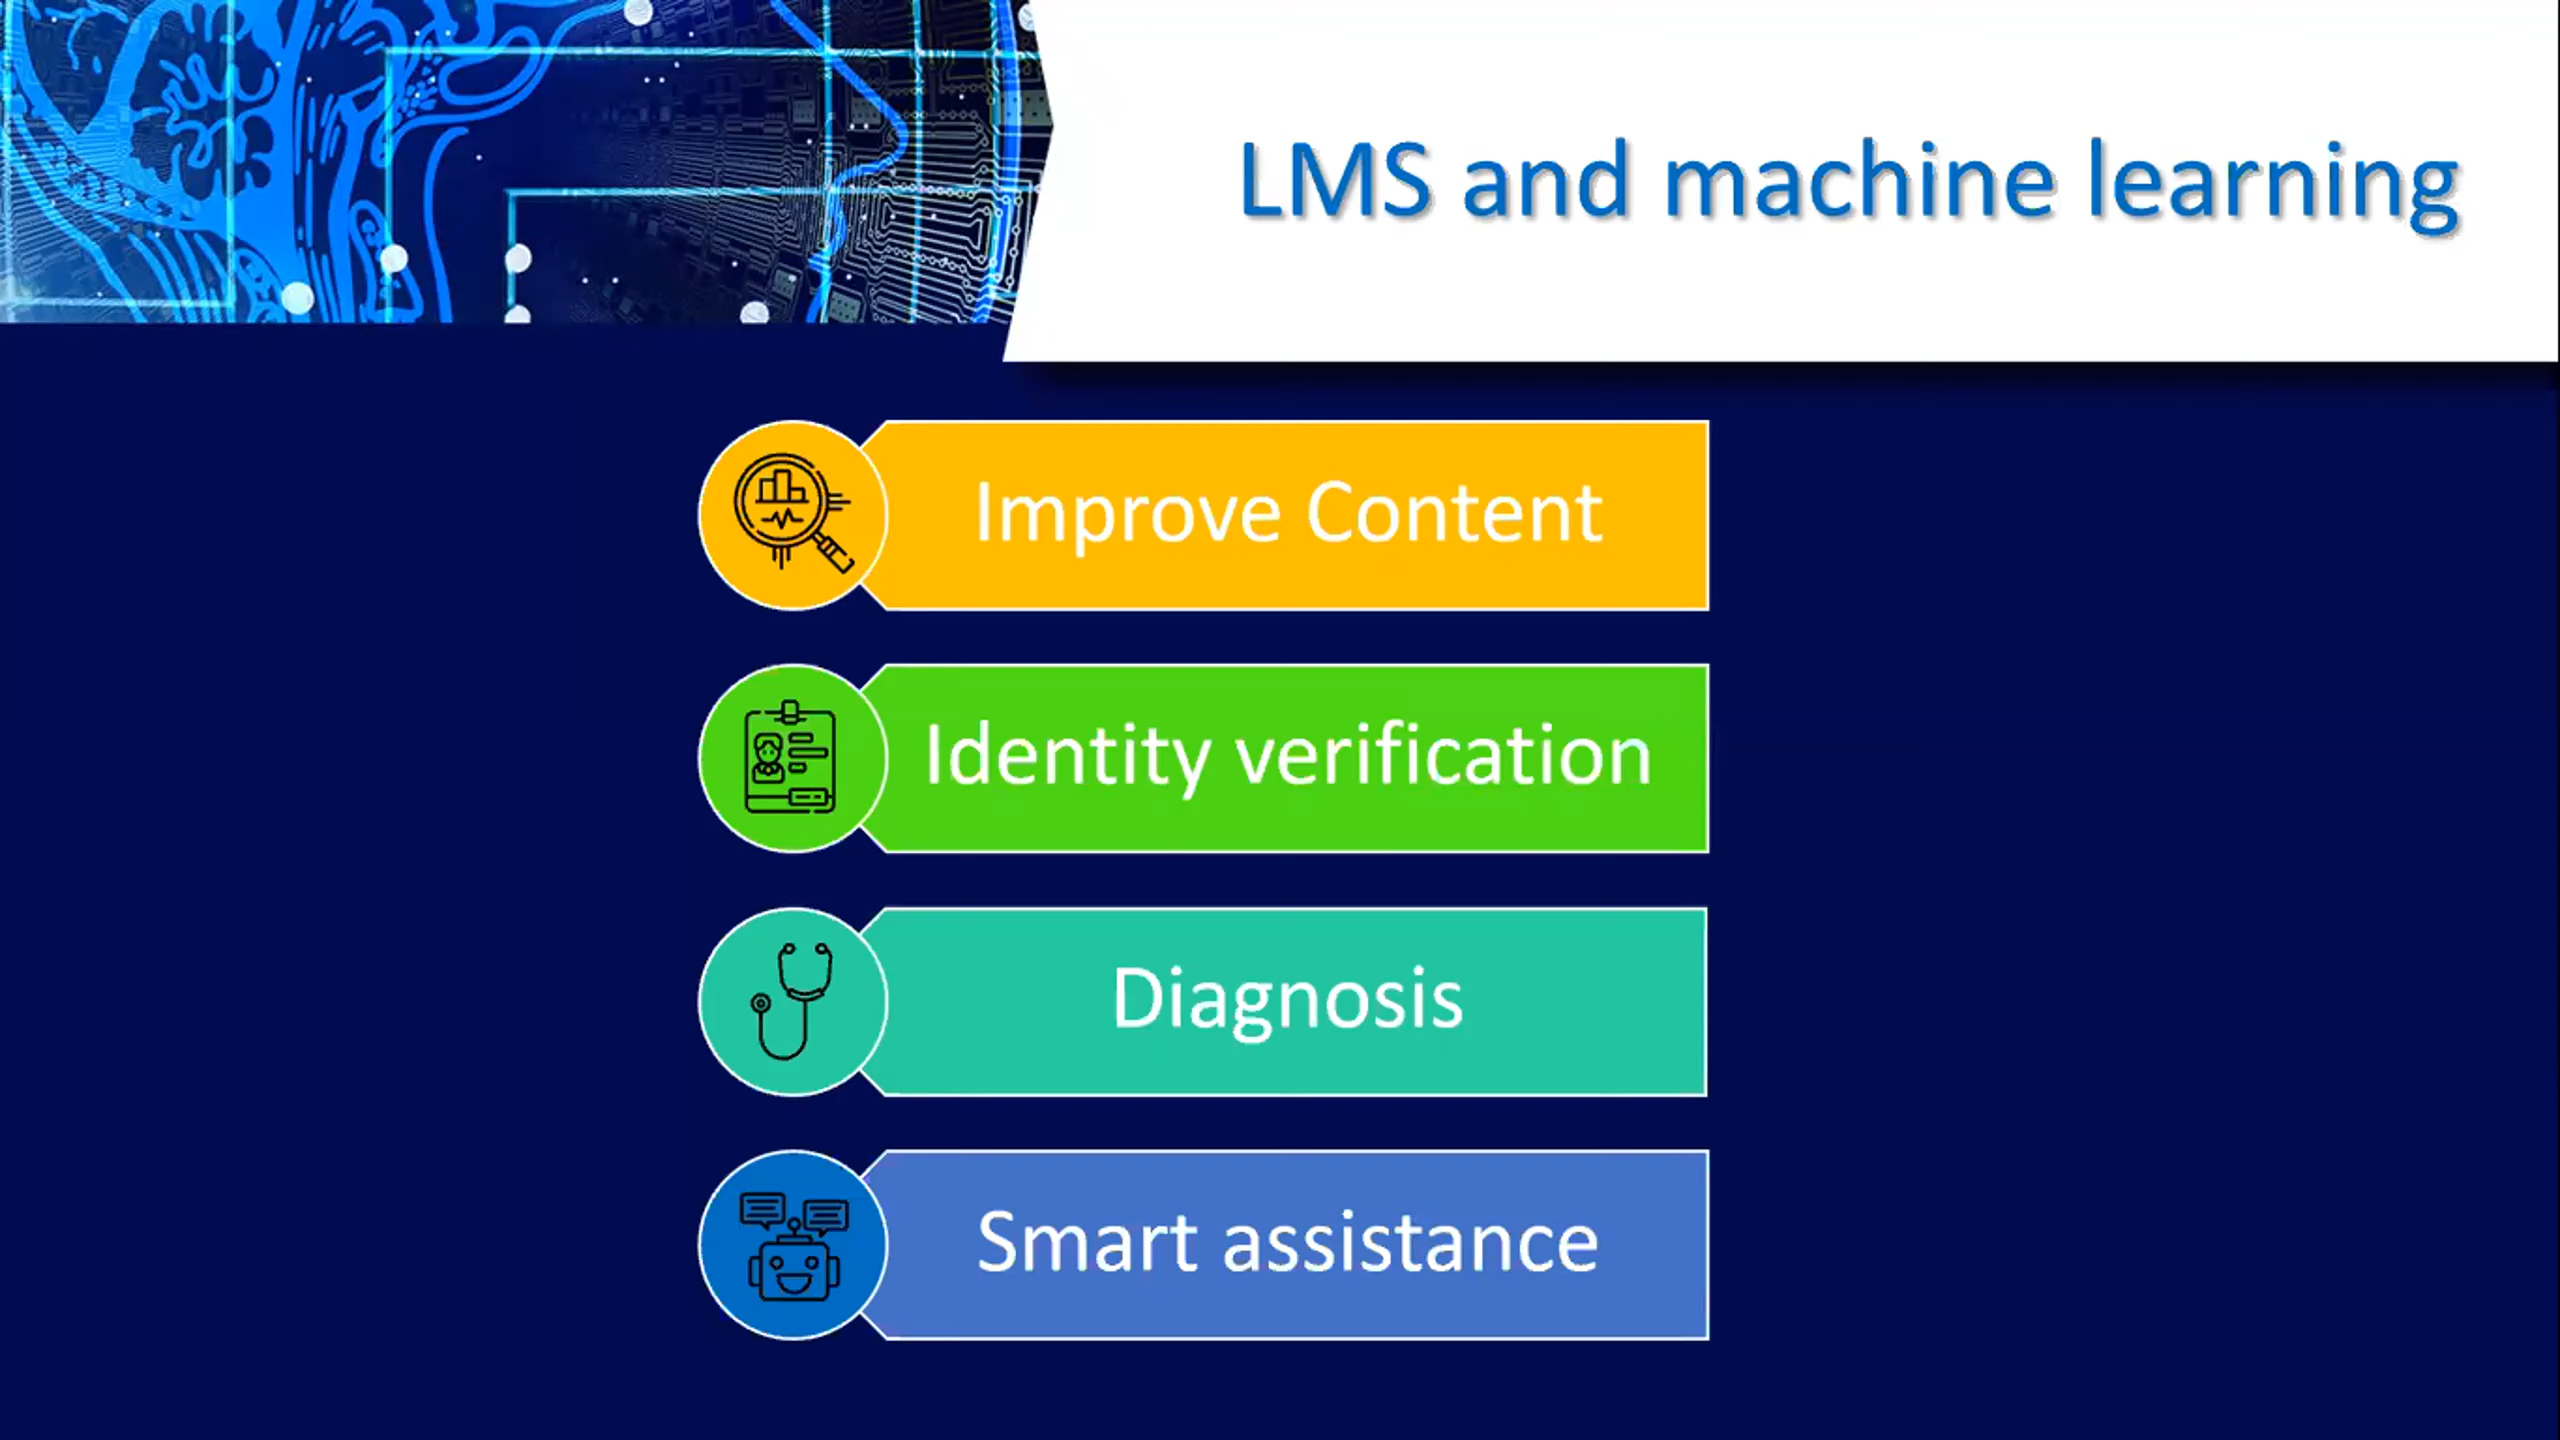 LMS and machine learning
Improve Content
Identity verification
Diagnosis
Smart assistance